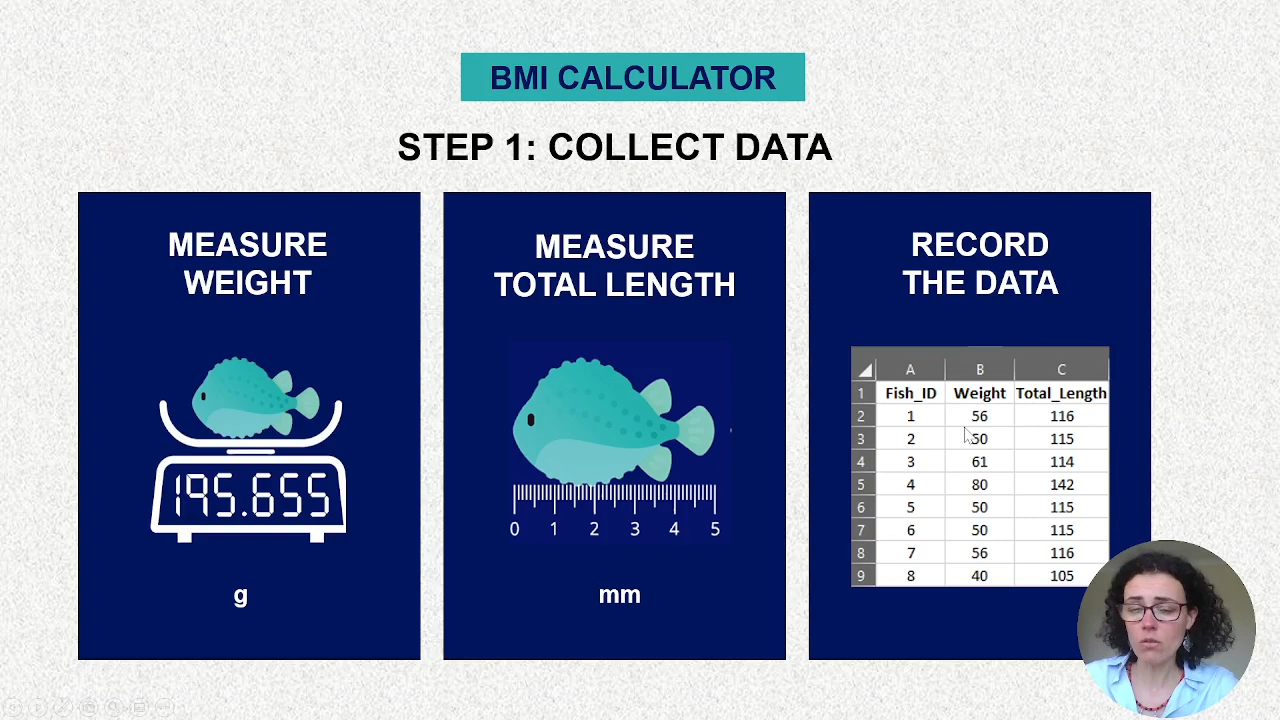 BMI CALCULATOR
STEP 1: COLLECT DATA
MEASURE
WEIGHT
195.655
g
MEASURE
TOTAL LENGTH
0 1 2 3 4 5
mm
RECORD
THE DATA
A B C
1 Fish_ID Weight Total_Length
2 1 56 116
3 2 50 115
4 3 61 114
5 4 80 142
6 5 50 115
7 6 50 115
8 7 56 116
9 8 40 105